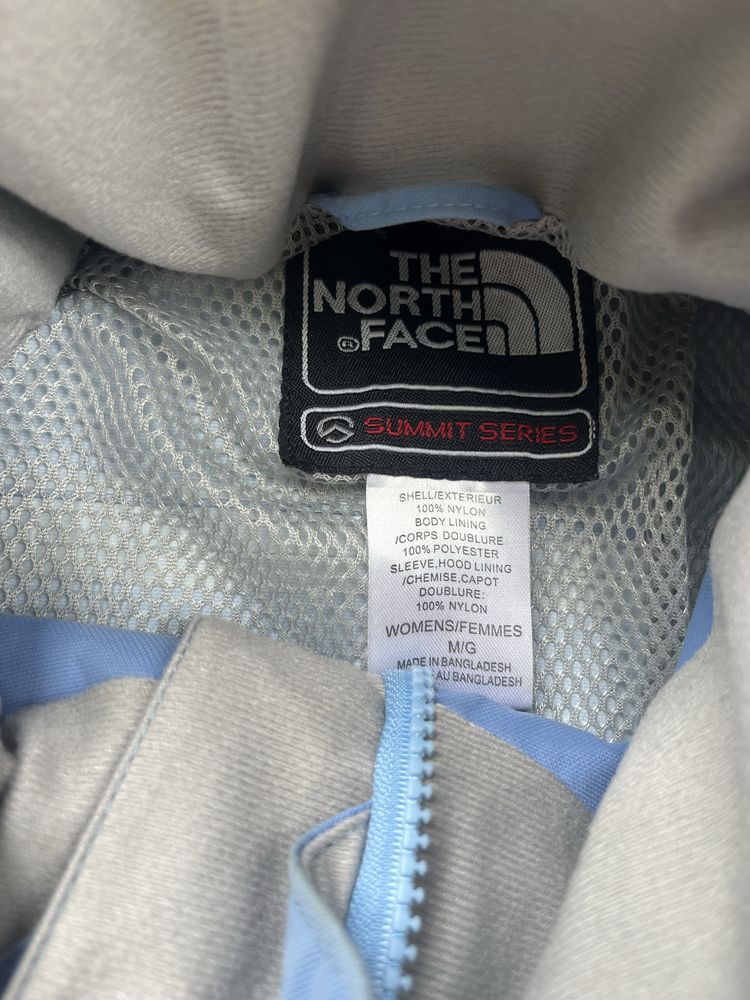 THE
NORTH
FACE
®
SUMMIT SERIES
SHELL/EXTERIEUR
100% NYLON
BODY LINING
/CORPS DOUBLURE
100% POLYESTER
SLEEVE,HOOD LINING
/CHEMISE,CAPOT
DOUBLURE:
100% NYLON
WOMENS/FEMMES
M/G
MADE IN BANGLADESH
AU BANGLADESH